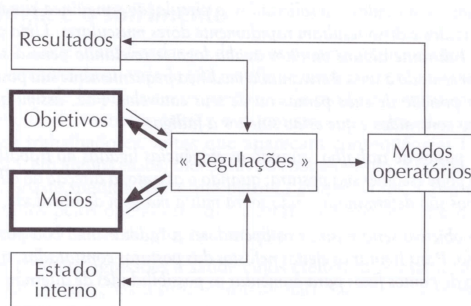 Resultados
Objetivos
« Regulações »
Modos
operatórios
Meios
Estado
interno